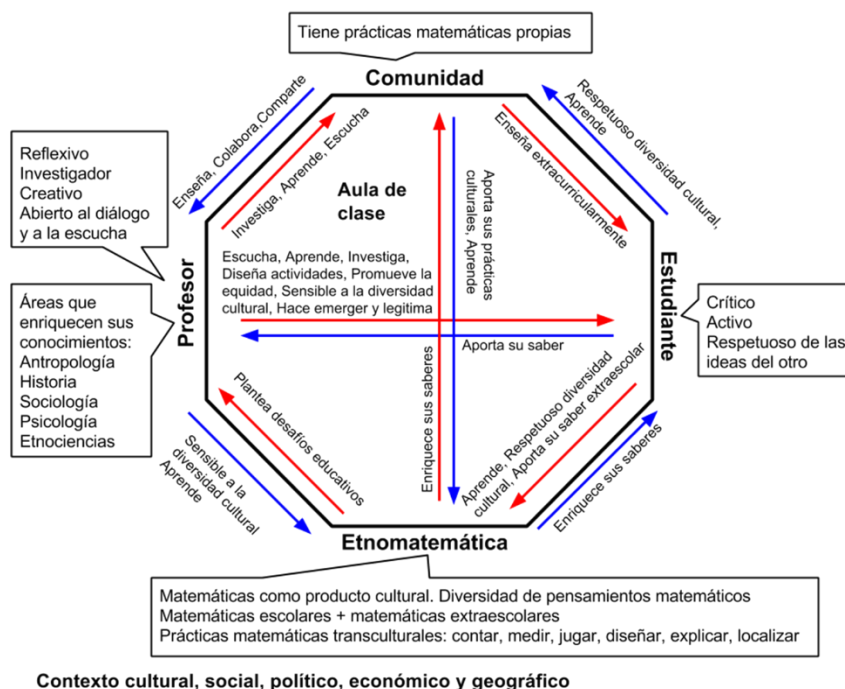 Tiene prácticas matemáticas propias
Comunidad
Enseña, Colabora,Comparte
Investiga, Aprende, Escucha
Respetuoso diversidad cultural,
Aprende
Enseña extracurricularmente
Reflexivo
Investigador
Creativo
Abierto al diálogo
y a la escucha
Aula de
clase
Aporta sus prácticas
culturales, Aprende
Escucha, Aprende, Investiga,
Diseña actividades, Promueve la
equidad, Sensible a la diversidad
cultural, Hace emerger y legitima
Profesor
Estudiante
Áreas que
enriquecen sus
conocimientos:
Antropología
Historia
Sociología
Psicología
Etnociencias
Crítico
Activo
Respetuoso de las
ideas del otro
Aporta su saber
Enriquece sus saberes
Plantea desafíos educativos
Sensible a la
diversidad cultural
Aprende
Aprende, Respetuoso diversidad
cultural, Aporta su saber extraescolar
Enriquece sus saberes
Etnomatemática
Matemáticas como producto cultural. Diversidad de pensamientos matemáticos
Matemáticas escolares + matemáticas extraescolares
Prácticas matemáticas transculturales: contar, medir, jugar, diseñar, explicar, localizar
Contexto cultural, social, político, económico y geográfico